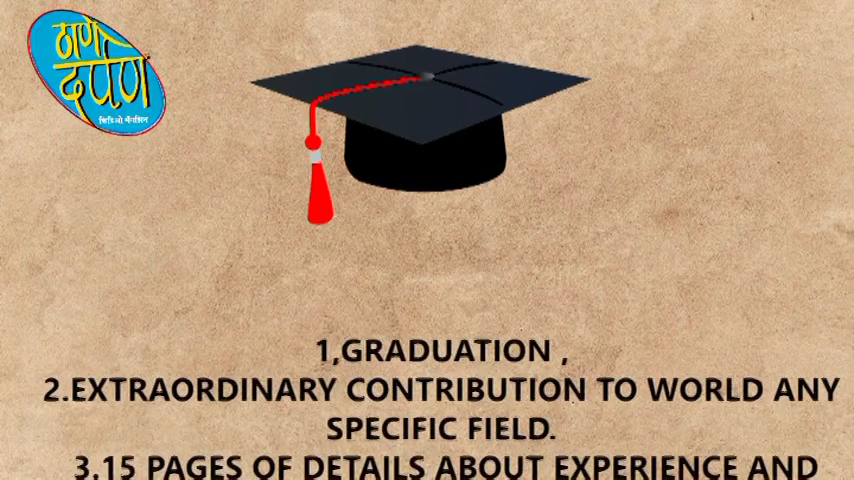 ठाणे
दर्पण
व्हिडिओ मॅगझिन
1,GRADUATION ,
2.EXTRAORDINARY CONTRIBUTION TO WORLD ANY
SPECIFIC FIELD.
3.15 PAGES OF DETAILS ABOUT EXPERIENCE AND